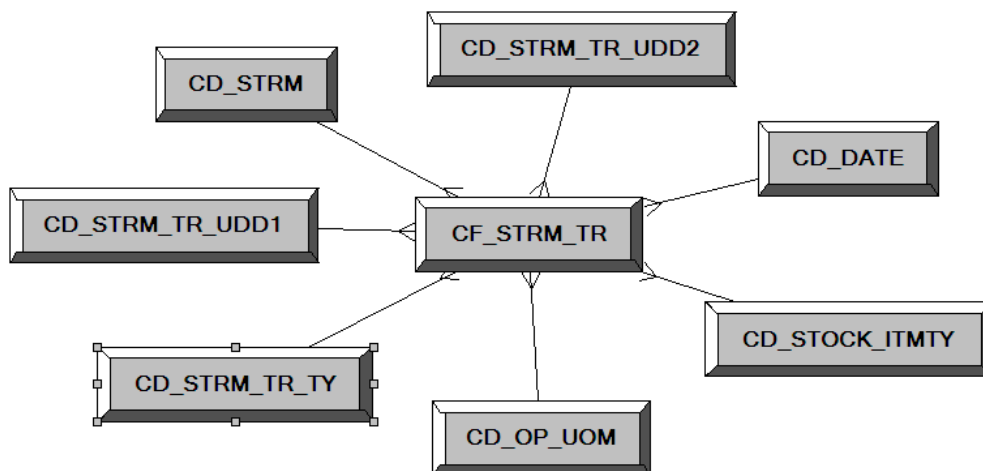 CD_STRM_TR_UDD2
CD_STRM
CD_DATE
CD_STRM_TR_UDD1
CF_STRM_TR
CD_STOCK_ITMTY
CD_STRM_TR_TY
CD_OP_UOM